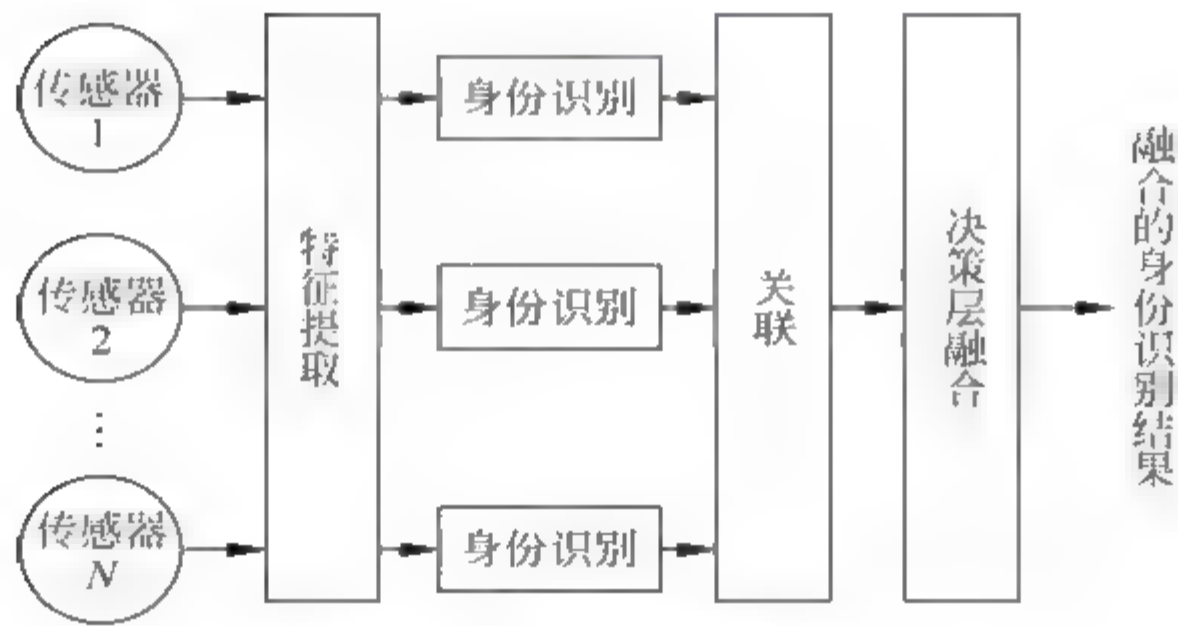 传感器
1
传感器
2
⋮
传感器
N
特征提取
身份识别
身份识别
身份识别
关联
决策层融合
融合的身份识别结果